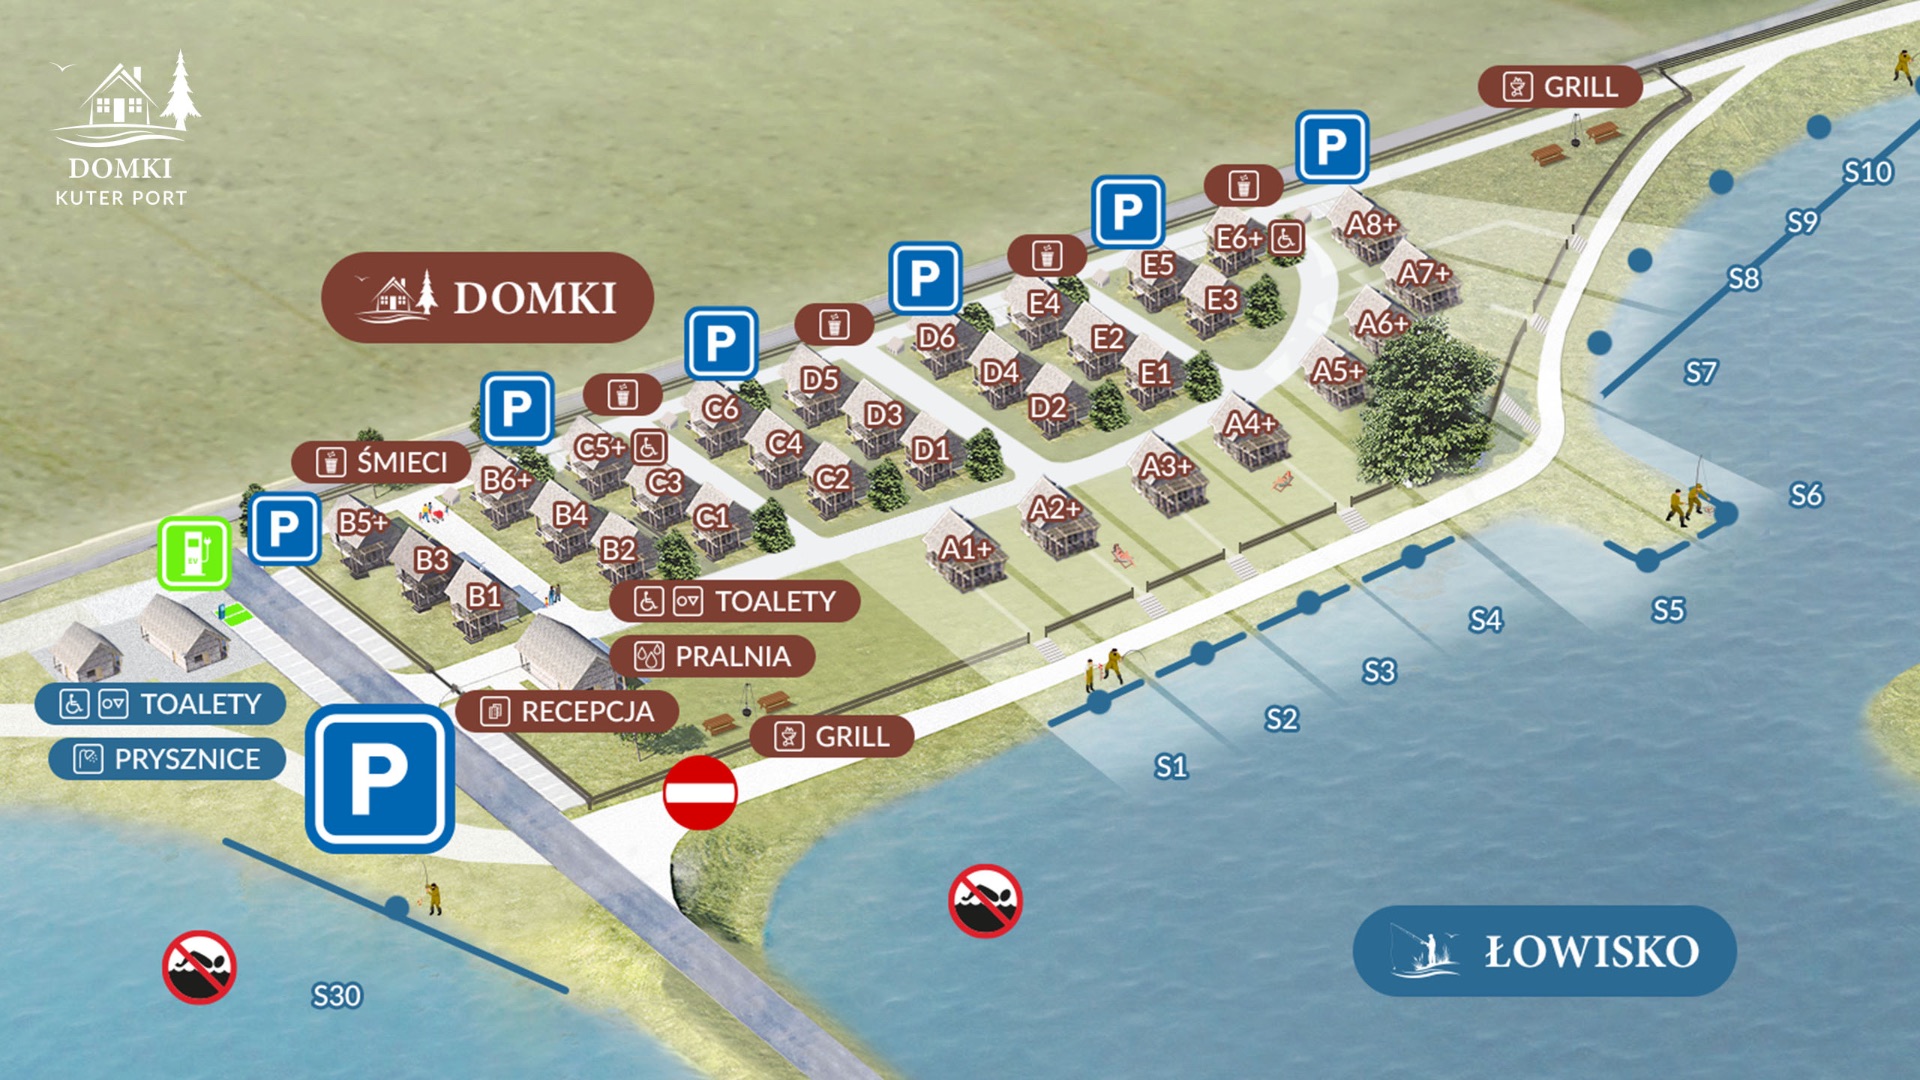 DOMKI
KUTER PORT
GRILL
P
P
P
P
P
P
DOMKI
ŚMIECI
E6+
A8+
E5
A7+
E4
E3
A6+
D6
E2
D5
D4
E1
A5+
C6
D3
D2
A4+
C5+
C4
D1
A3+
B6+
C3
C2
A2+
B5+
B4
C1
B3
B2
A1+
B1
EV
TOALETY
PRALNIA
RECEPCJA
GRILL
TOALETY
PRYSZNICE
P
S10
S9
S8
S7
S6
S5
S4
S3
S2
S1
S30
ŁOWISKO